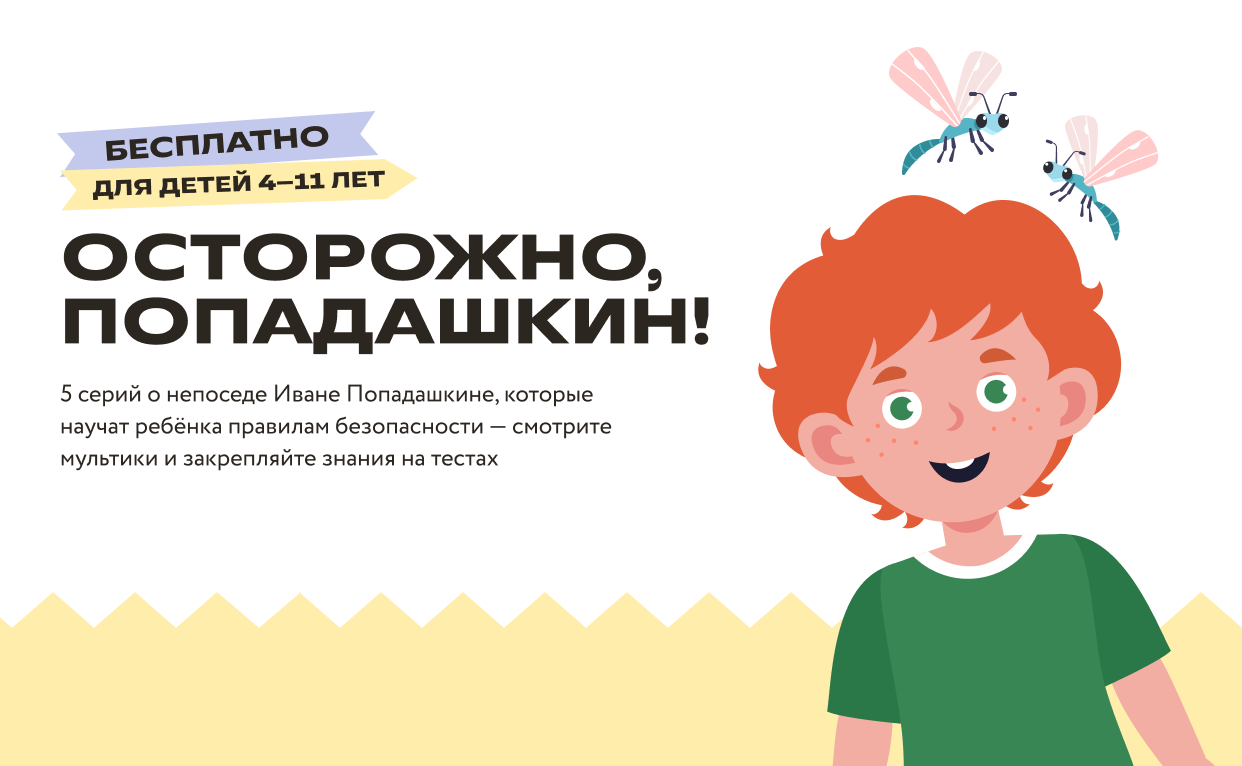 БЕСПЛАТНО
ДЛЯ ДЕТЕЙ 4–11 ЛЕТ
ОСТОРОЖНО,
ПОПАДАШКИН!
5 серий о непоседе Иване Попадашкине, которые
научат ребёнка правилам безопасности — смотрите
мультики и закрепляйте знания на тестах